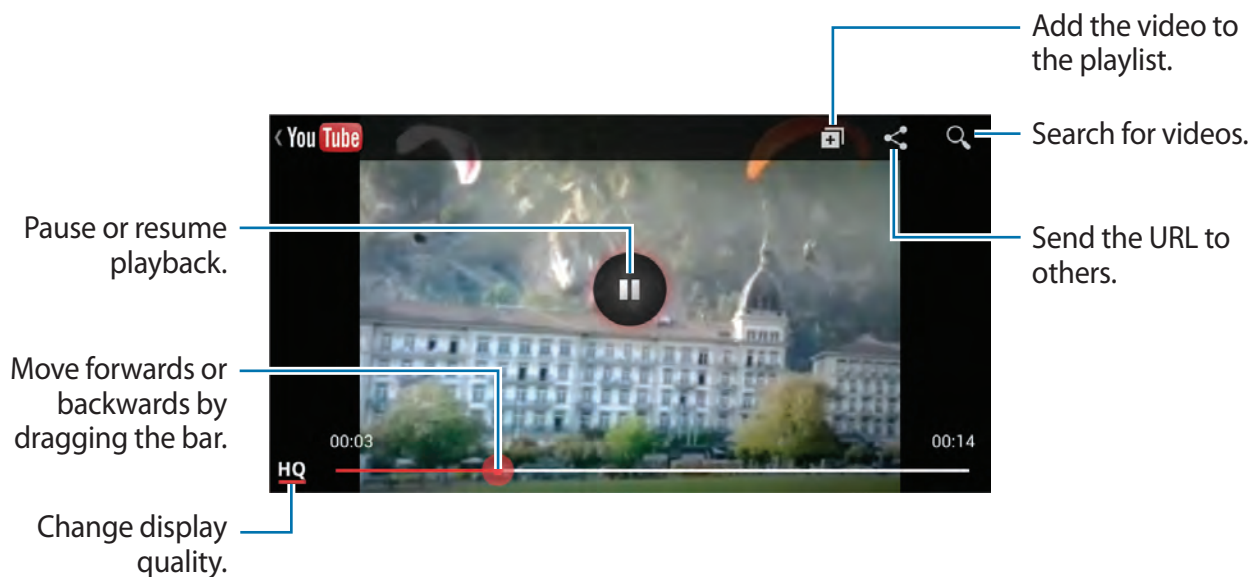 Add the video to
the playlist.
‹ You Tube
Search for videos.
Pause or resume
playback.
Send the URL to
others.
Move forwards or
backwards by
dragging the bar.
00:03
00:14
HQ
Change display
quality.